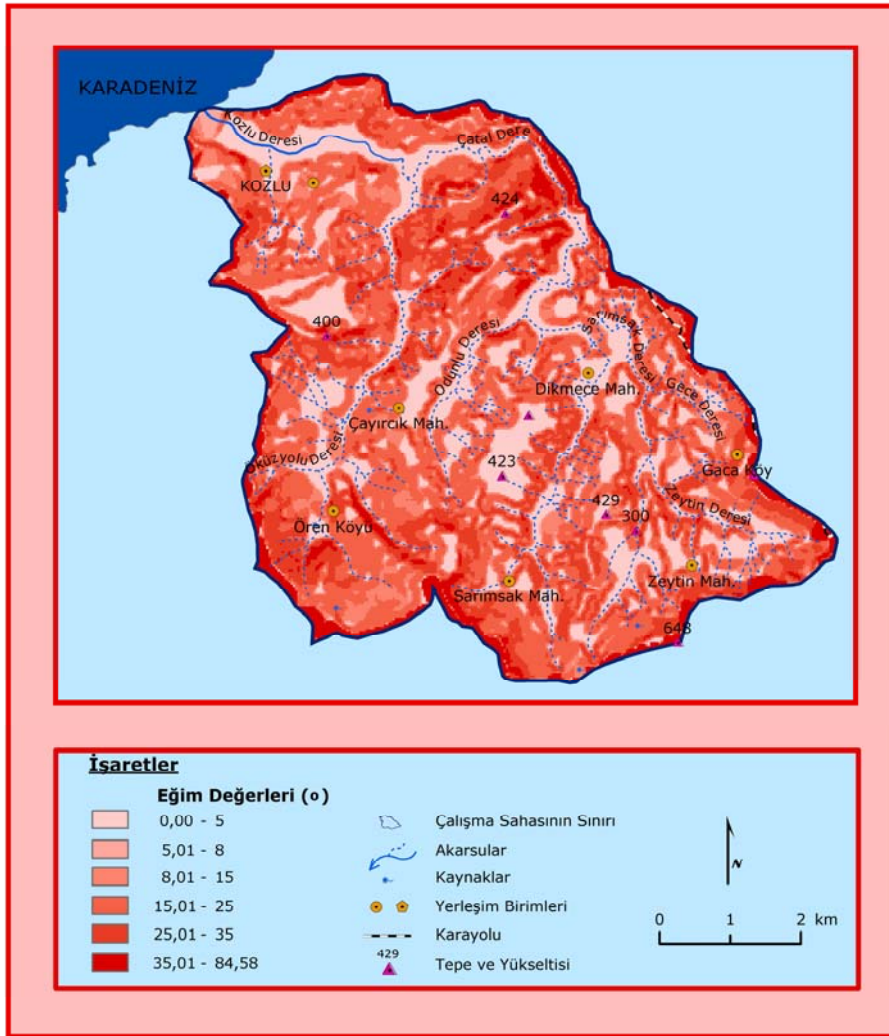 KARADENİZ
Kozlu Deresi
Çatal Dere
KOZLU
424
400
Odunlu Deresi
Sarımsak Deresi
Dikmece Mah.
Gece Deresi
Çayırcık Mah.
Öküzyolu Deresi
423
Gaca Köy
429
300
Zeytin Deresi
Ören Köyü
Sarımsak Mah.
Zeytin Mah.
648
İşaretler
Eğim Değerleri (o)
0,00 - 5
5,01 - 8
8,01 - 15
15,01 - 25
25,01 - 35
35,01 - 84,58
Çalışma Sahasının Sınırı
Akarsular
Kaynaklar
Yerleşim Birimleri
Karayolu
429
Tepe ve Yükseltisi
N
0 1 2 km